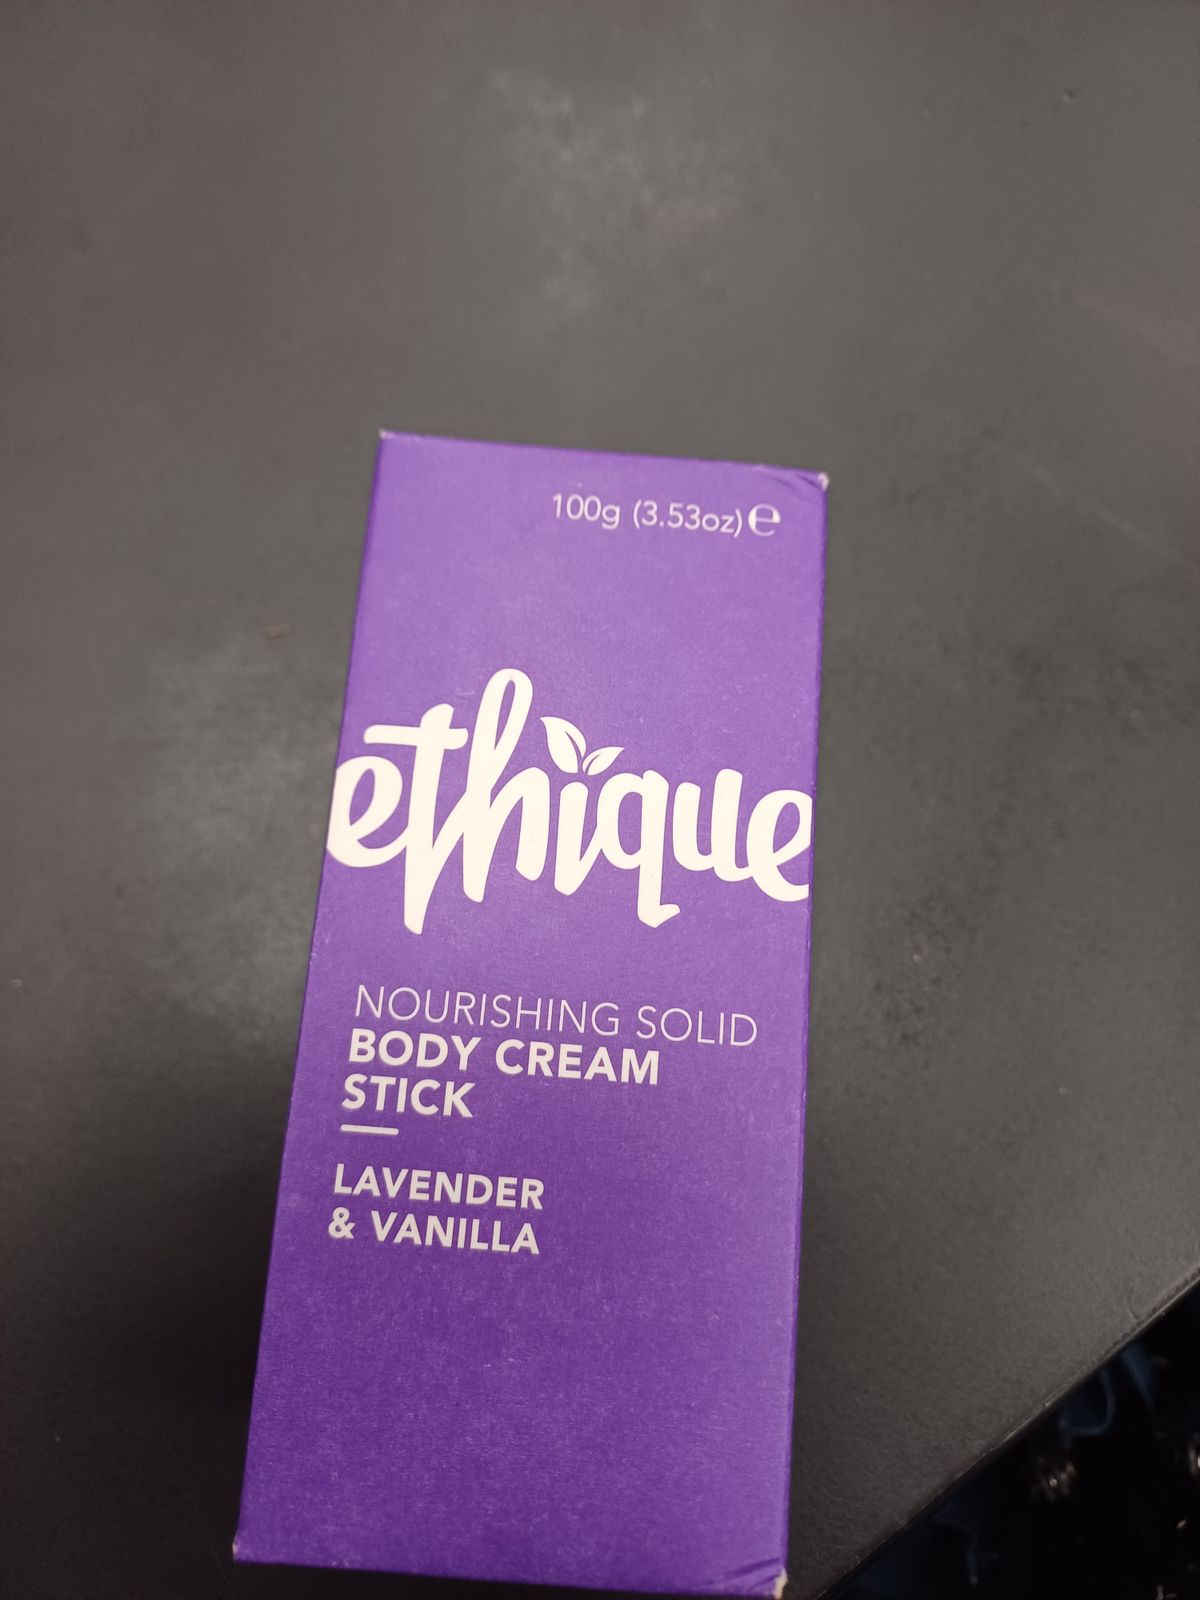 100g (3.53oz) ℮
ethique
NOURISHING SOLID
BODY CREAM
STICK
LAVENDER
& VANILLA